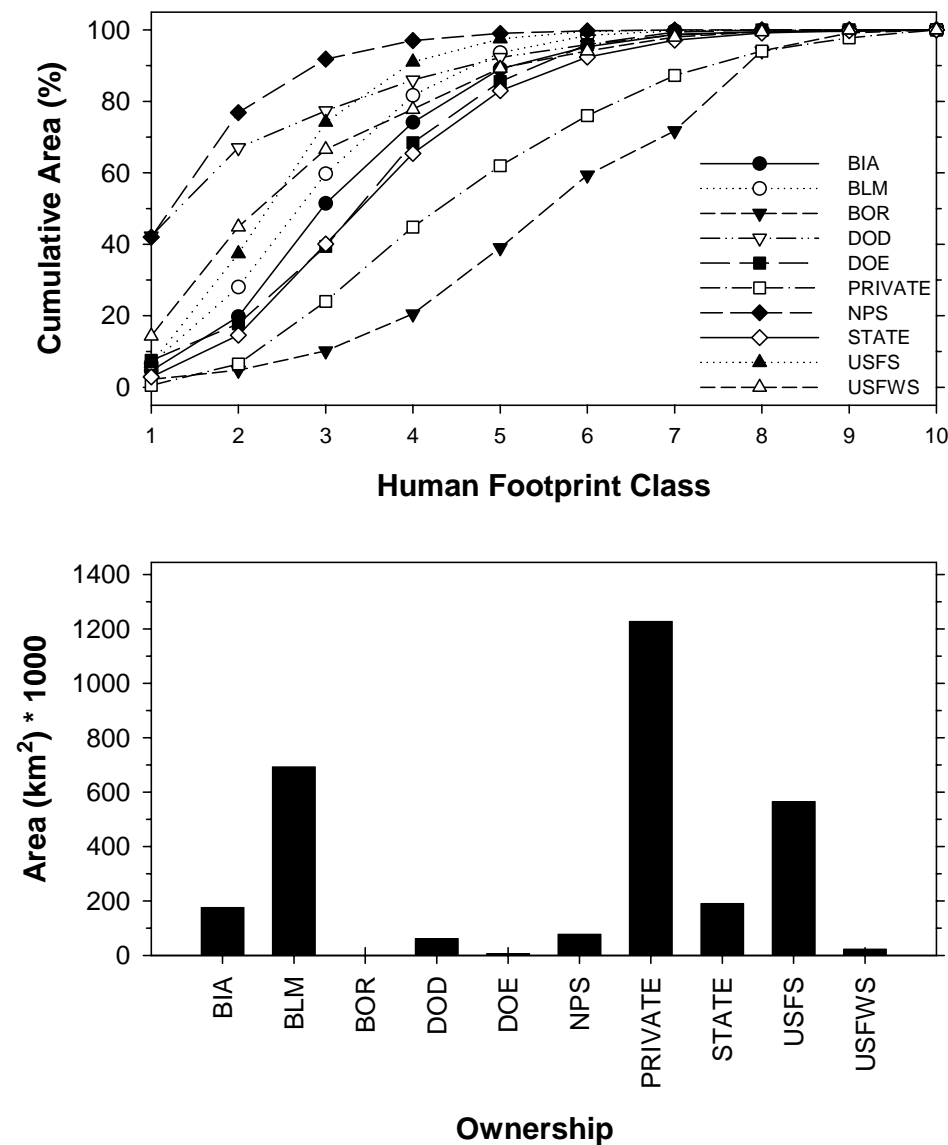 Cumulative Area (%)
100
80
60
40
20
0
1 2 3 4 5 6 7 8 9 10
Human Footprint Class
BIA
BLM
BOR
DOD
DOE
PRIVATE
NPS
STATE
USFS
USFWS
Area (km²) * 1000
1400
1200
1000
800
600
400
200
0
BIA BLM BOR DOD DOE NPS PRIVATE STATE USFS USFWS
Ownership